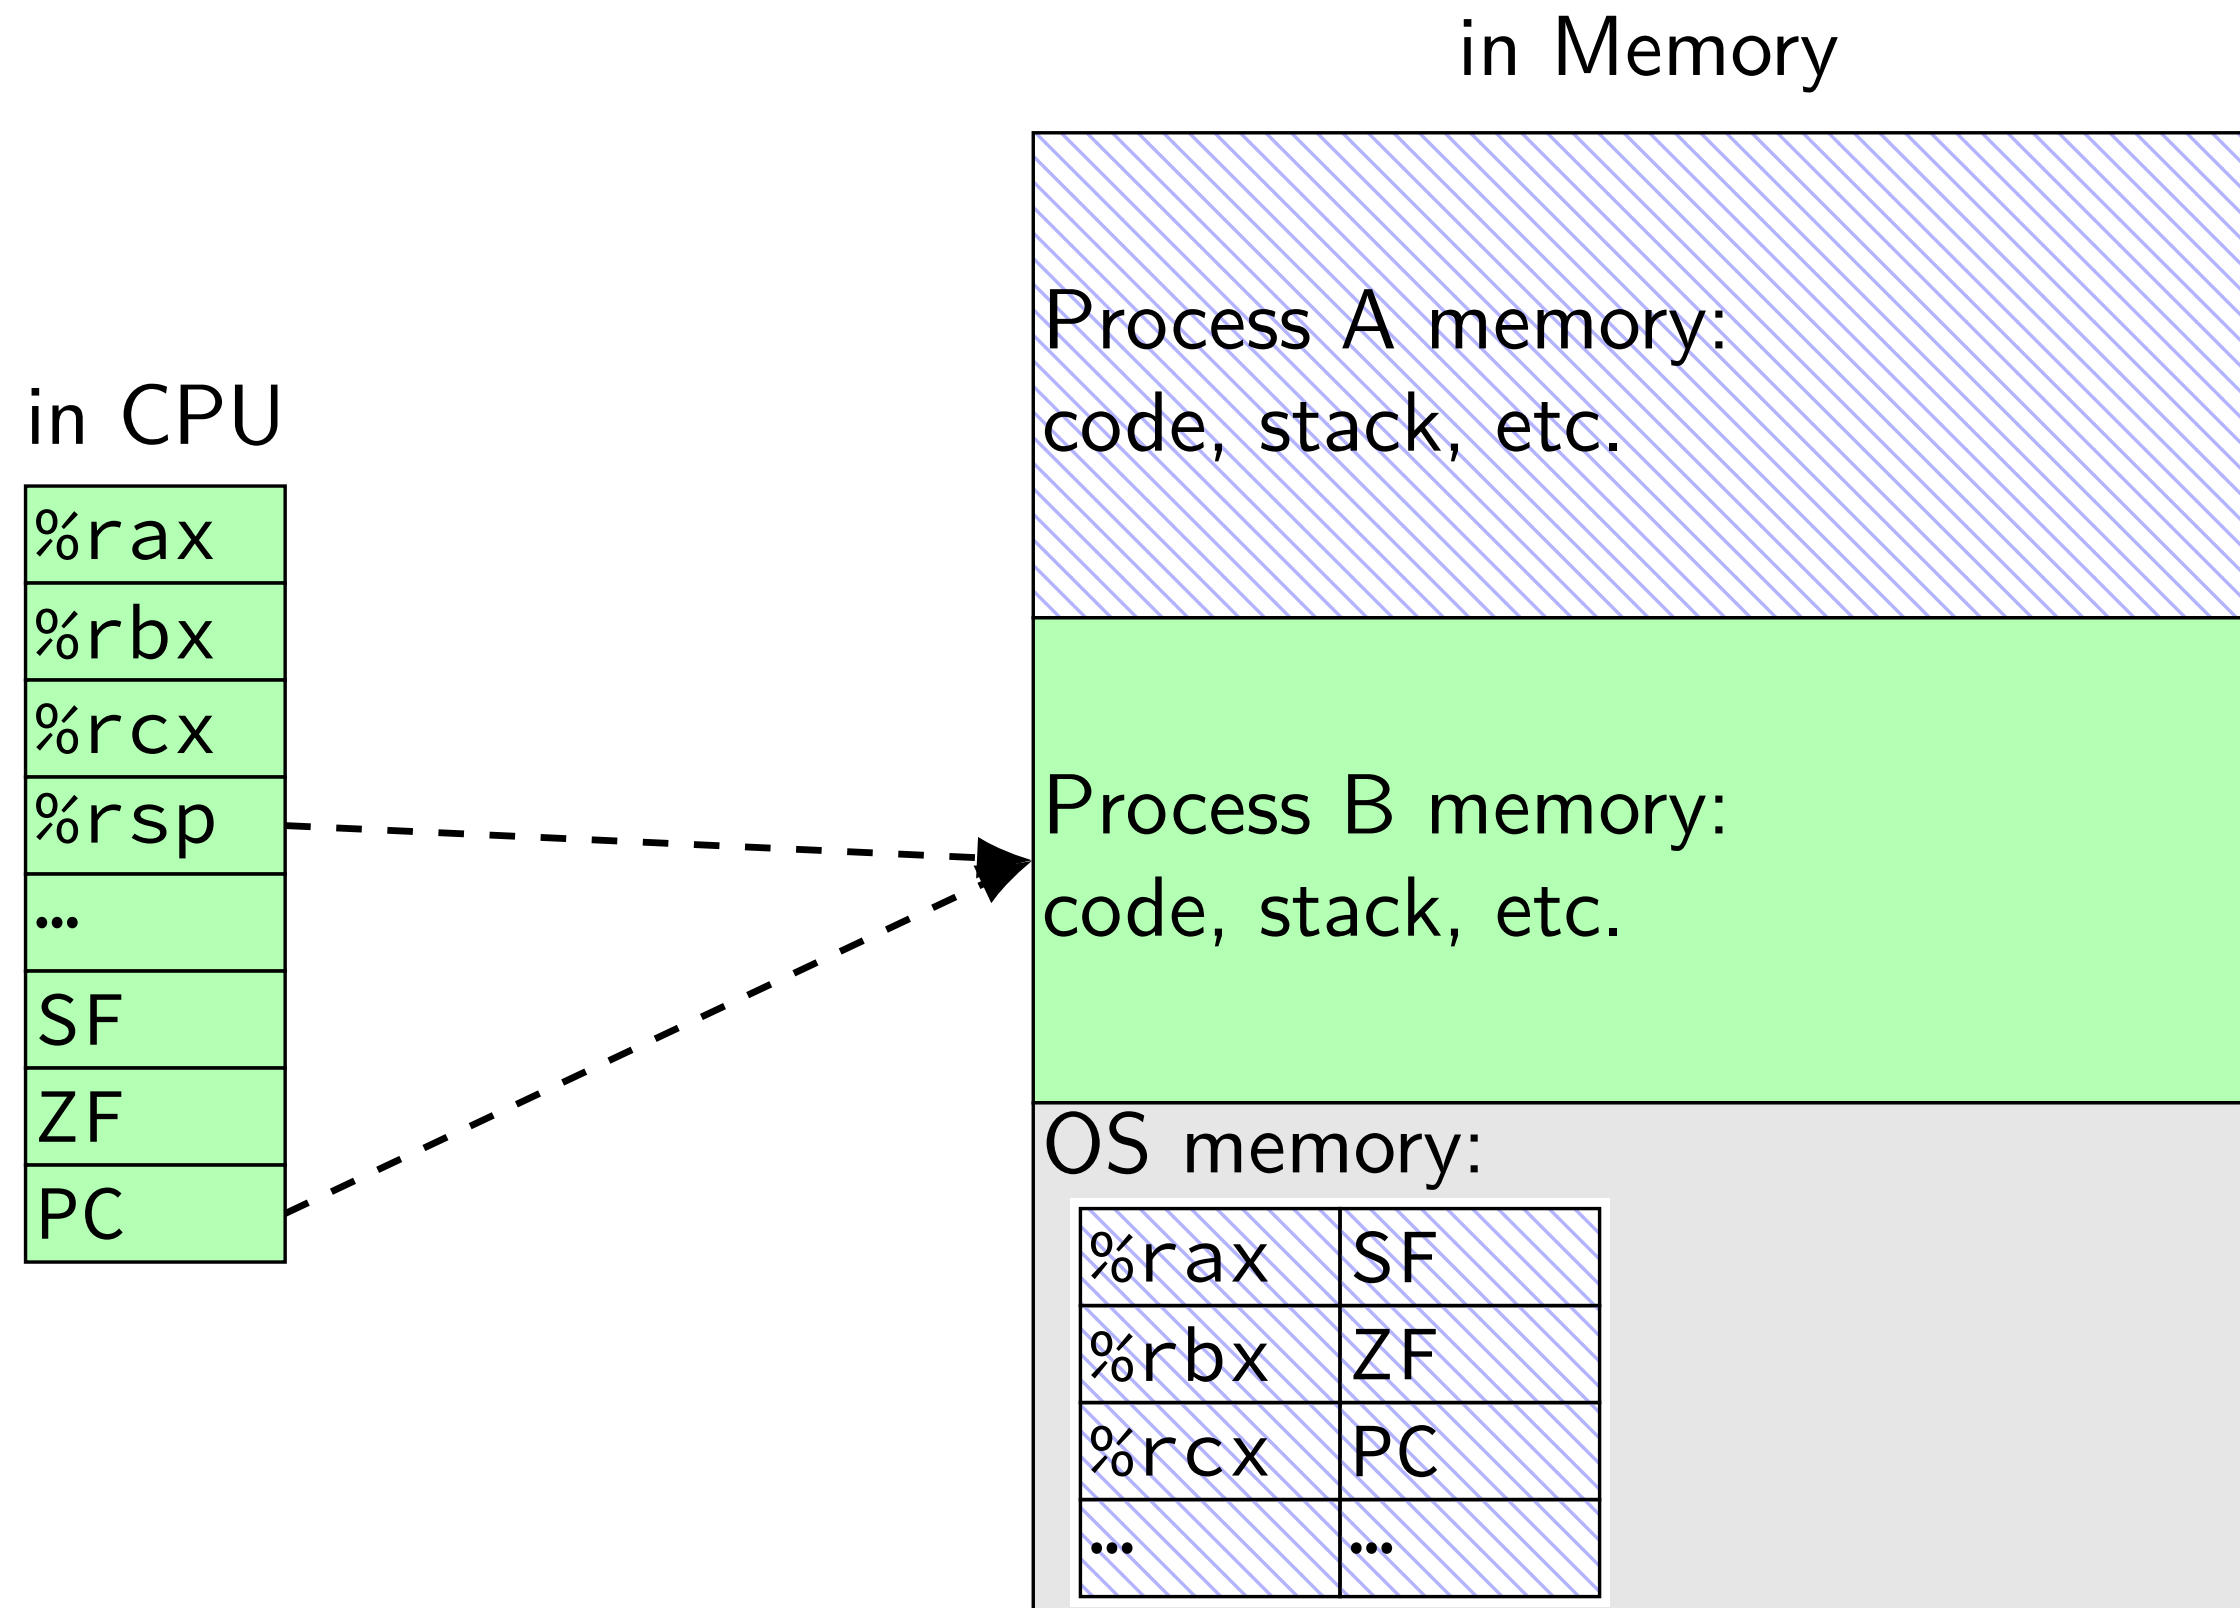 in Memory
Process A memory:
code, stack, etc.
in CPU
%rax
%rbx
%rcx
%rsp
…
SF
ZF
PC
Process B memory:
code, stack, etc.
OS memory:
%rax SF
%rbx ZF
%rcx PC
… …